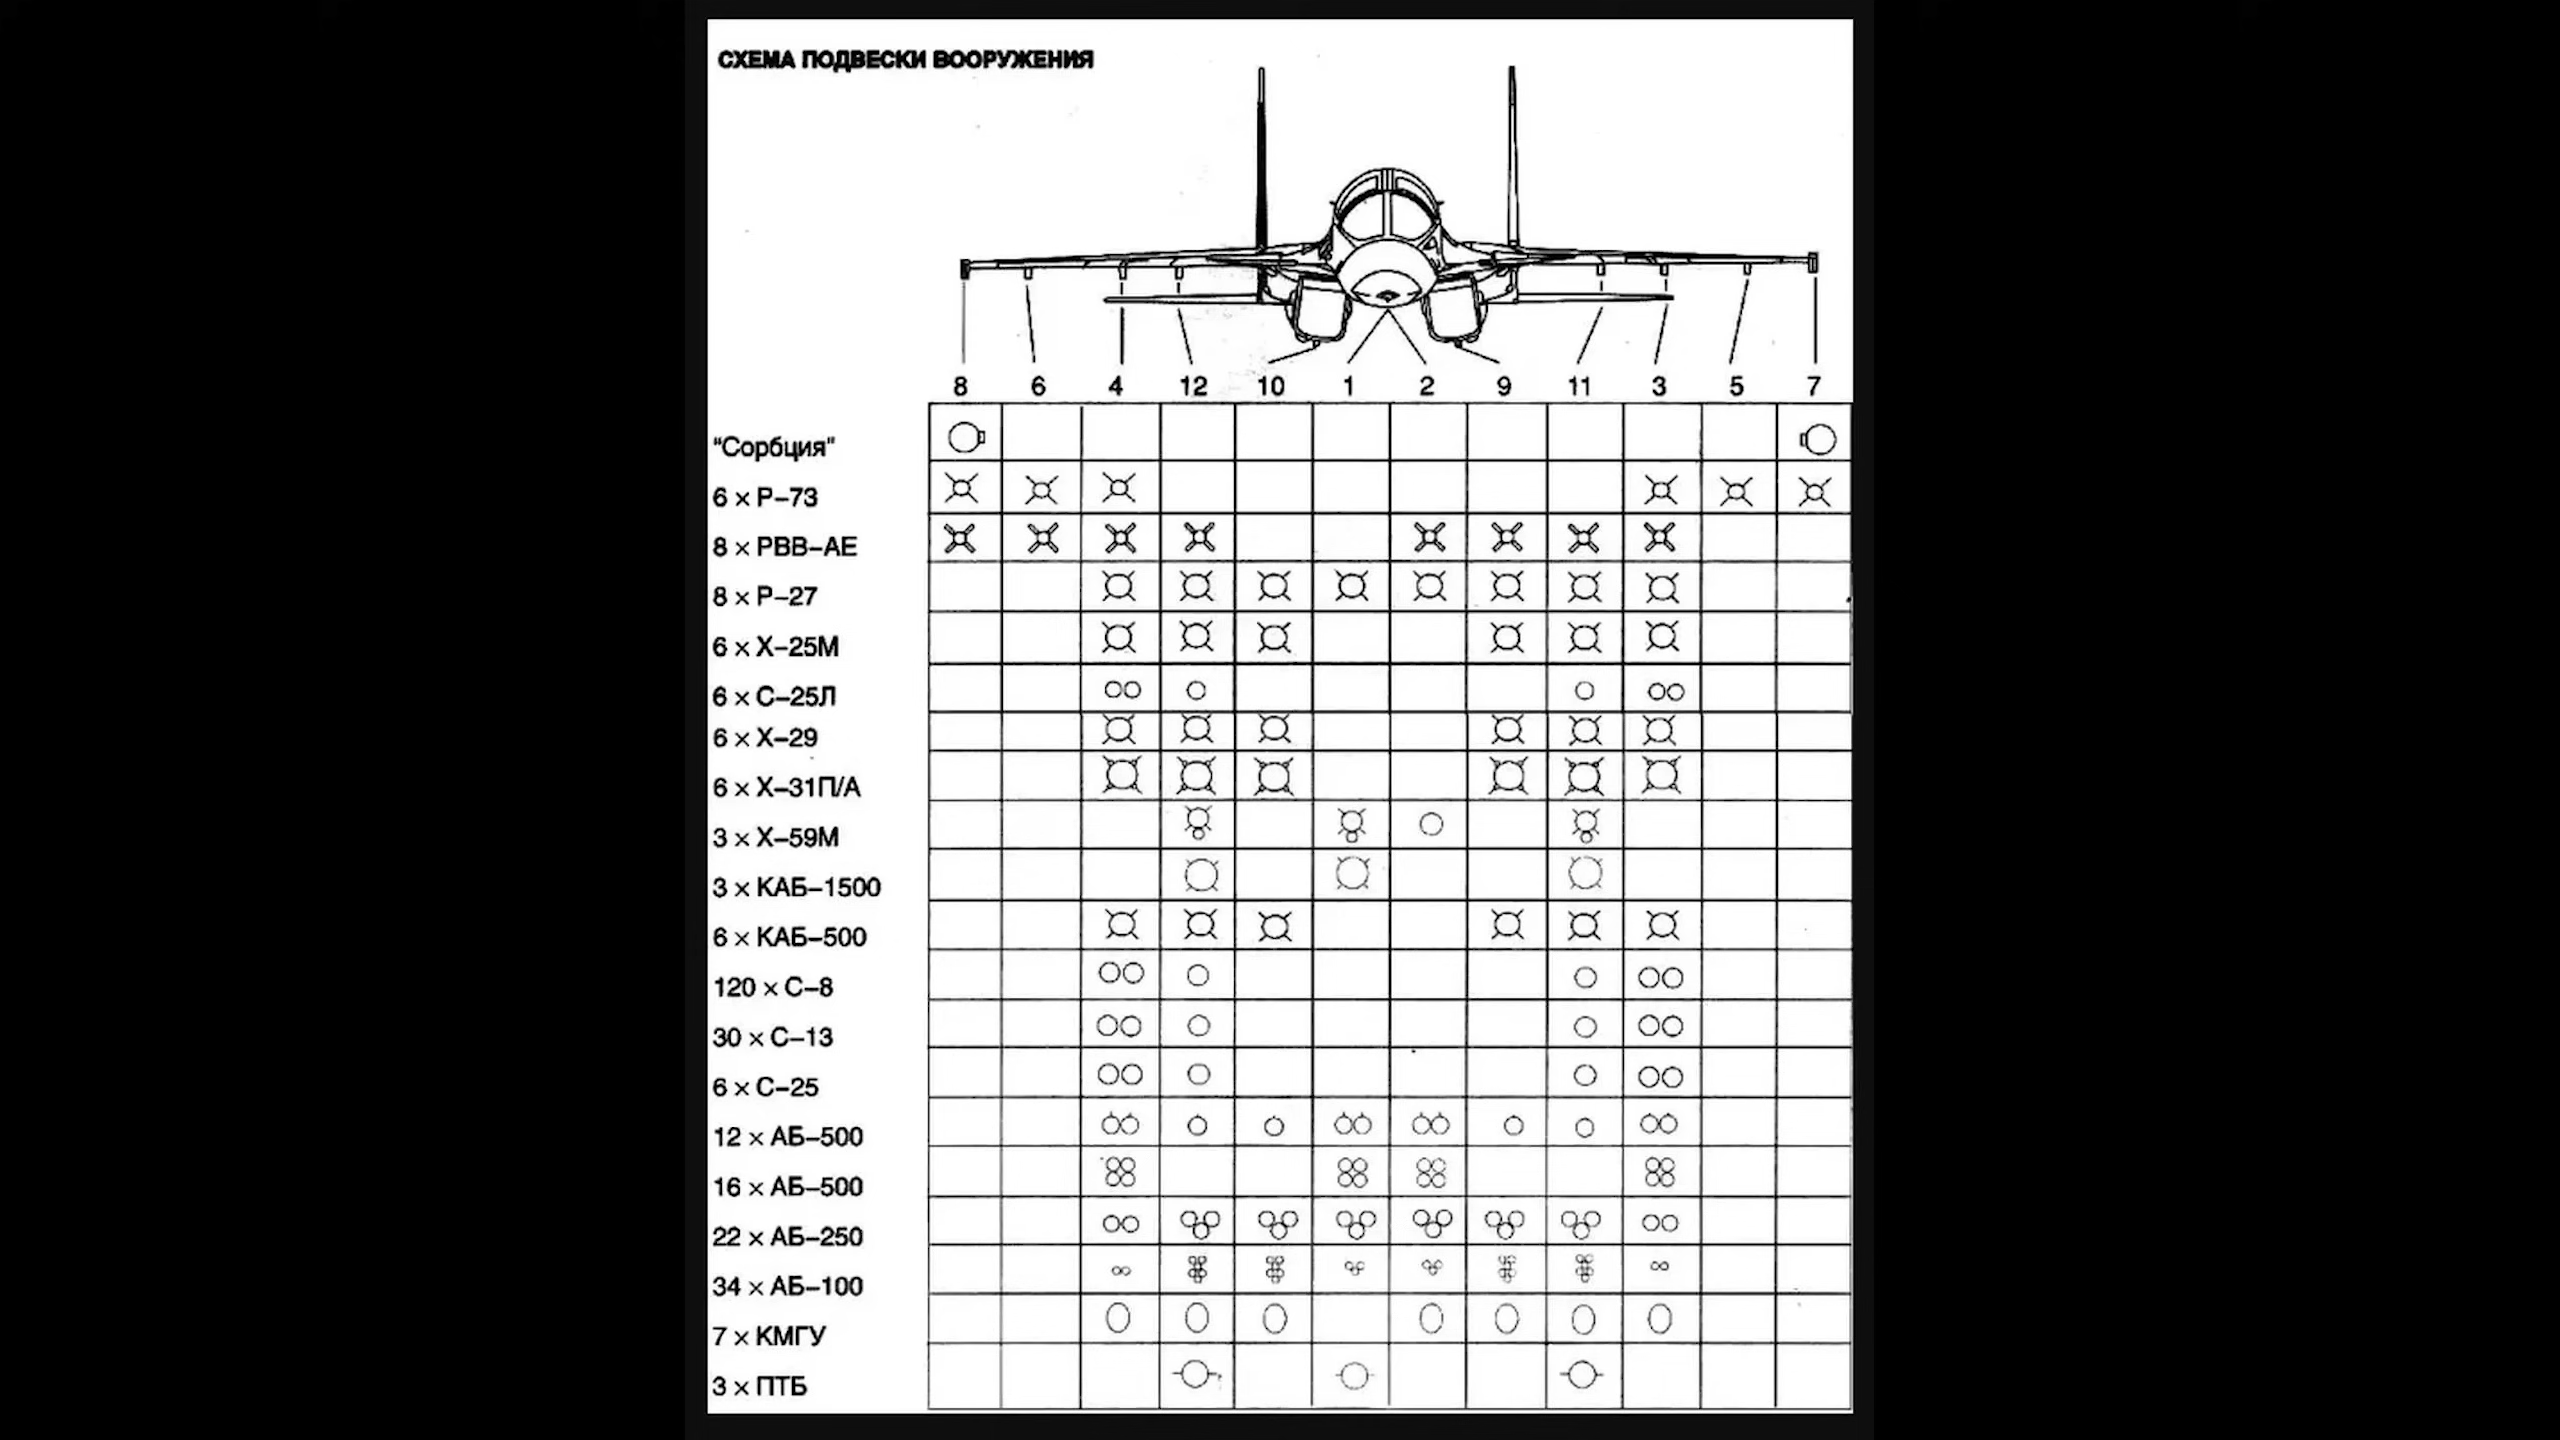 СХЕМА ПОДВЕСКИ ВООРУЖЕНИЯ
8 6 4 12 10 1 2 9 11 3 5 7
"Сорбция"
6 × Р–73
8 × РВВ–АЕ
8 × Р–27
6 × Х–25М
6 × С–25Л
6 × Х–29
6 × Х–31П/А
3 × Х–59М
3 × КАБ–1500
6 × КАБ–500
120 × С–8
30 × С–13
6 × С–25
12 × АБ–500
16 × АБ–500
22 × АБ–250
34 × АБ–100
7 × КМГУ
3 × ПТБ